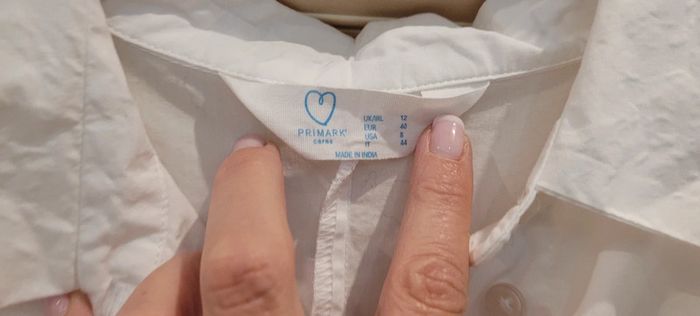 PRIMARK®
cares
UK/IRL 12
EUR 40
USA 8
IT 44
MADE IN INDIA